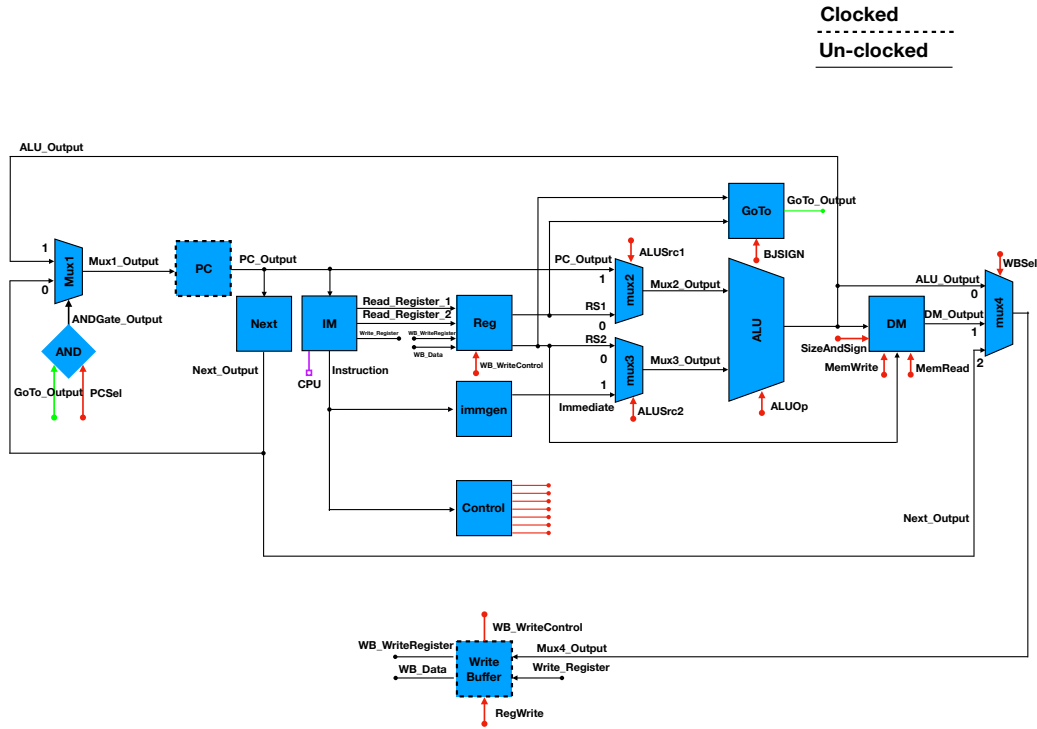 Clocked
Un-clocked
ALU_Output
GoTo
GoTo_Output
BJSIGN
1
Mux1
0
Mux1_Output
PC
PC_Output
PC_Output
1
ALUSrc1
mux2
Mux2_Output
RS1
0
WBSel
ALU_Output
0
mux4
DM_Output
1
2
ANDGate_Output
AND
GoTo_Output
PCSel
Next
Next_Output
IM
Read_Register_1
Read_Register_2
Write_Register
CPU
Instruction
WB_WriteRegister
WB_Data
Reg
WB_WriteControl
RS2
0
mux3
Mux3_Output
1
Immediate
ALUSrc2
ALU
ALUOp
DM
SizeAndSign
MemWrite
MemRead
immgen
Control
Next_Output
WB_WriteControl
WB_WriteRegister
WB_Data
Write
Buffer
Mux4_Output
Write_Register
RegWrite